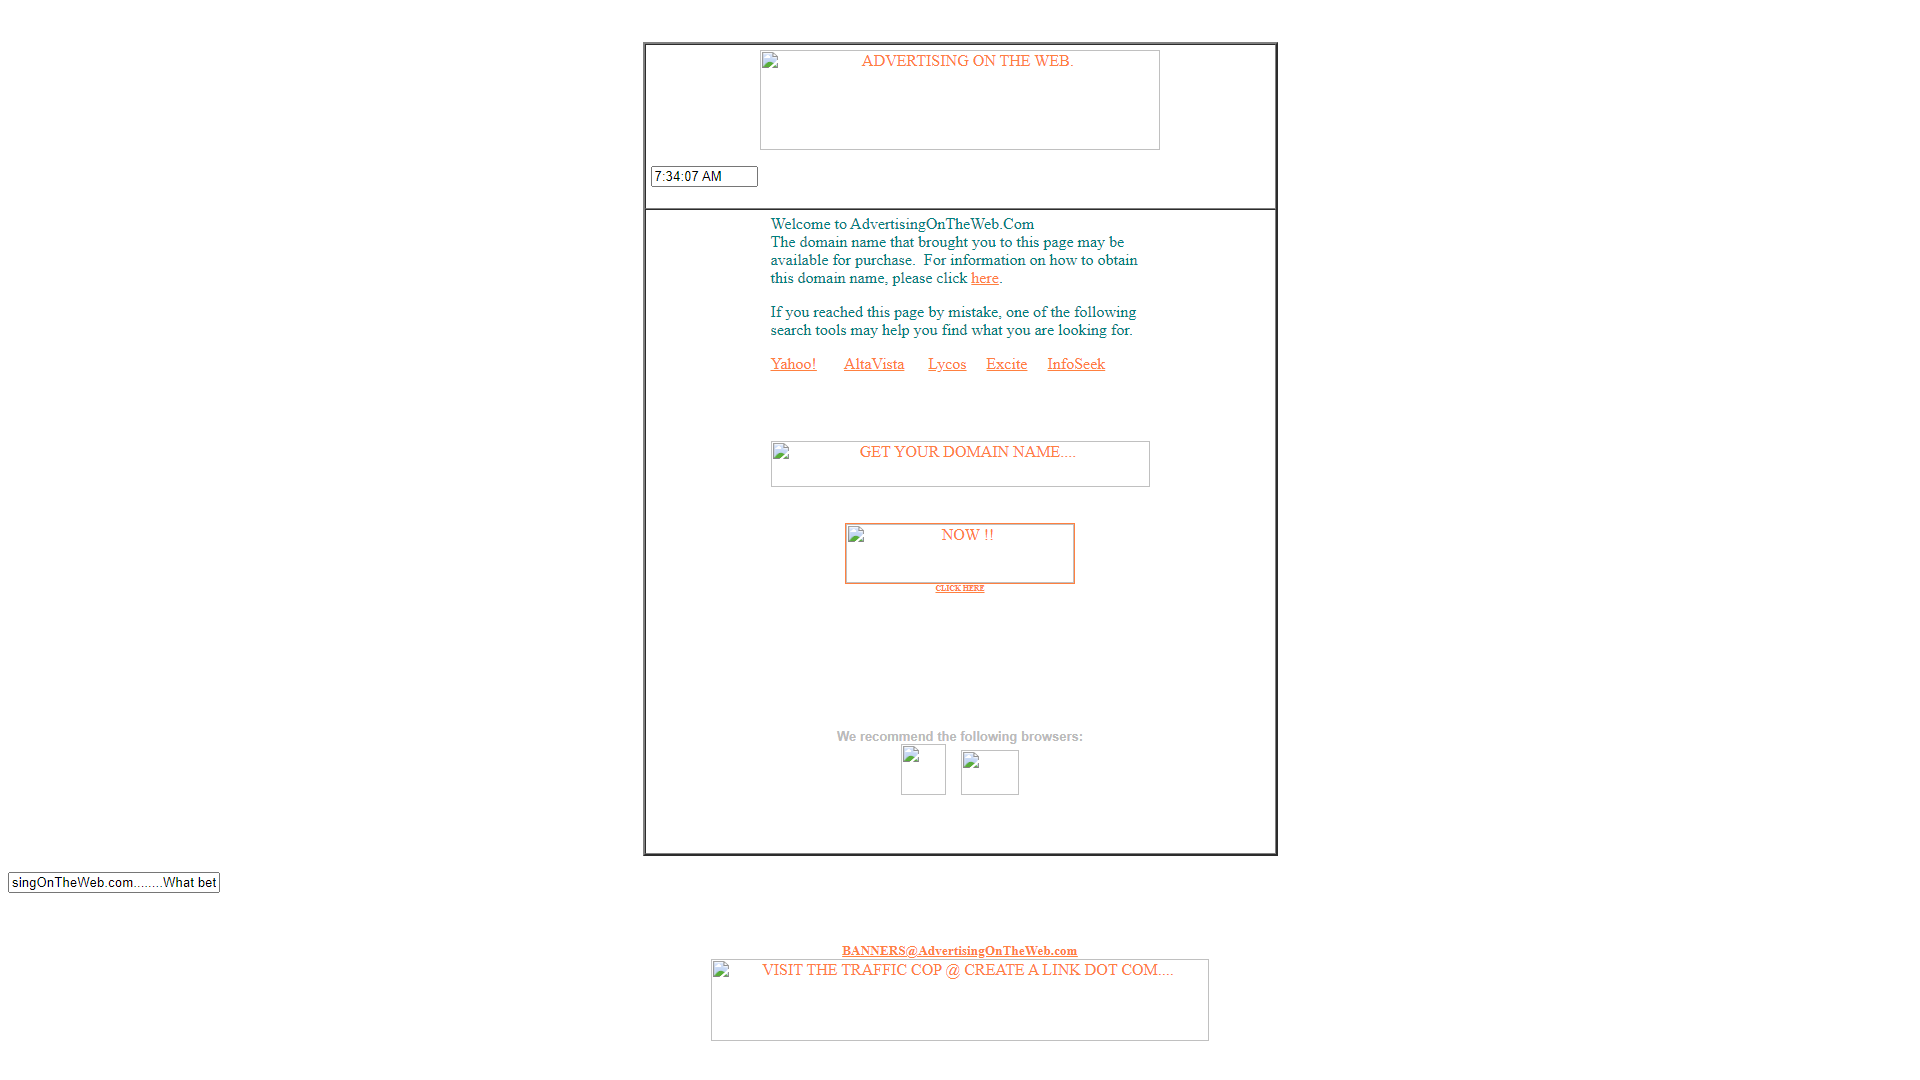 ADVERTISING ON THE WEB.
7:34:07 AM
Welcome to AdvertisingOnTheWeb.Com
The domain name that brought you to this page may be
available for purchase.  For information on how to obtain
this domain name, please click here.
If you reached this page by mistake, one of the following
search tools may help you find what you are looking for.
Yahoo! AltaVista Lycos Excite InfoSeek
GET YOUR DOMAIN NAME....
NOW !!
CLICK HERE
We recommend the following browsers:
singOnTheWeb.com........What bet
BANNERS@AdvertisingOnTheWeb.com
VISIT THE TRAFFIC COP @ CREATE A LINK DOT COM....